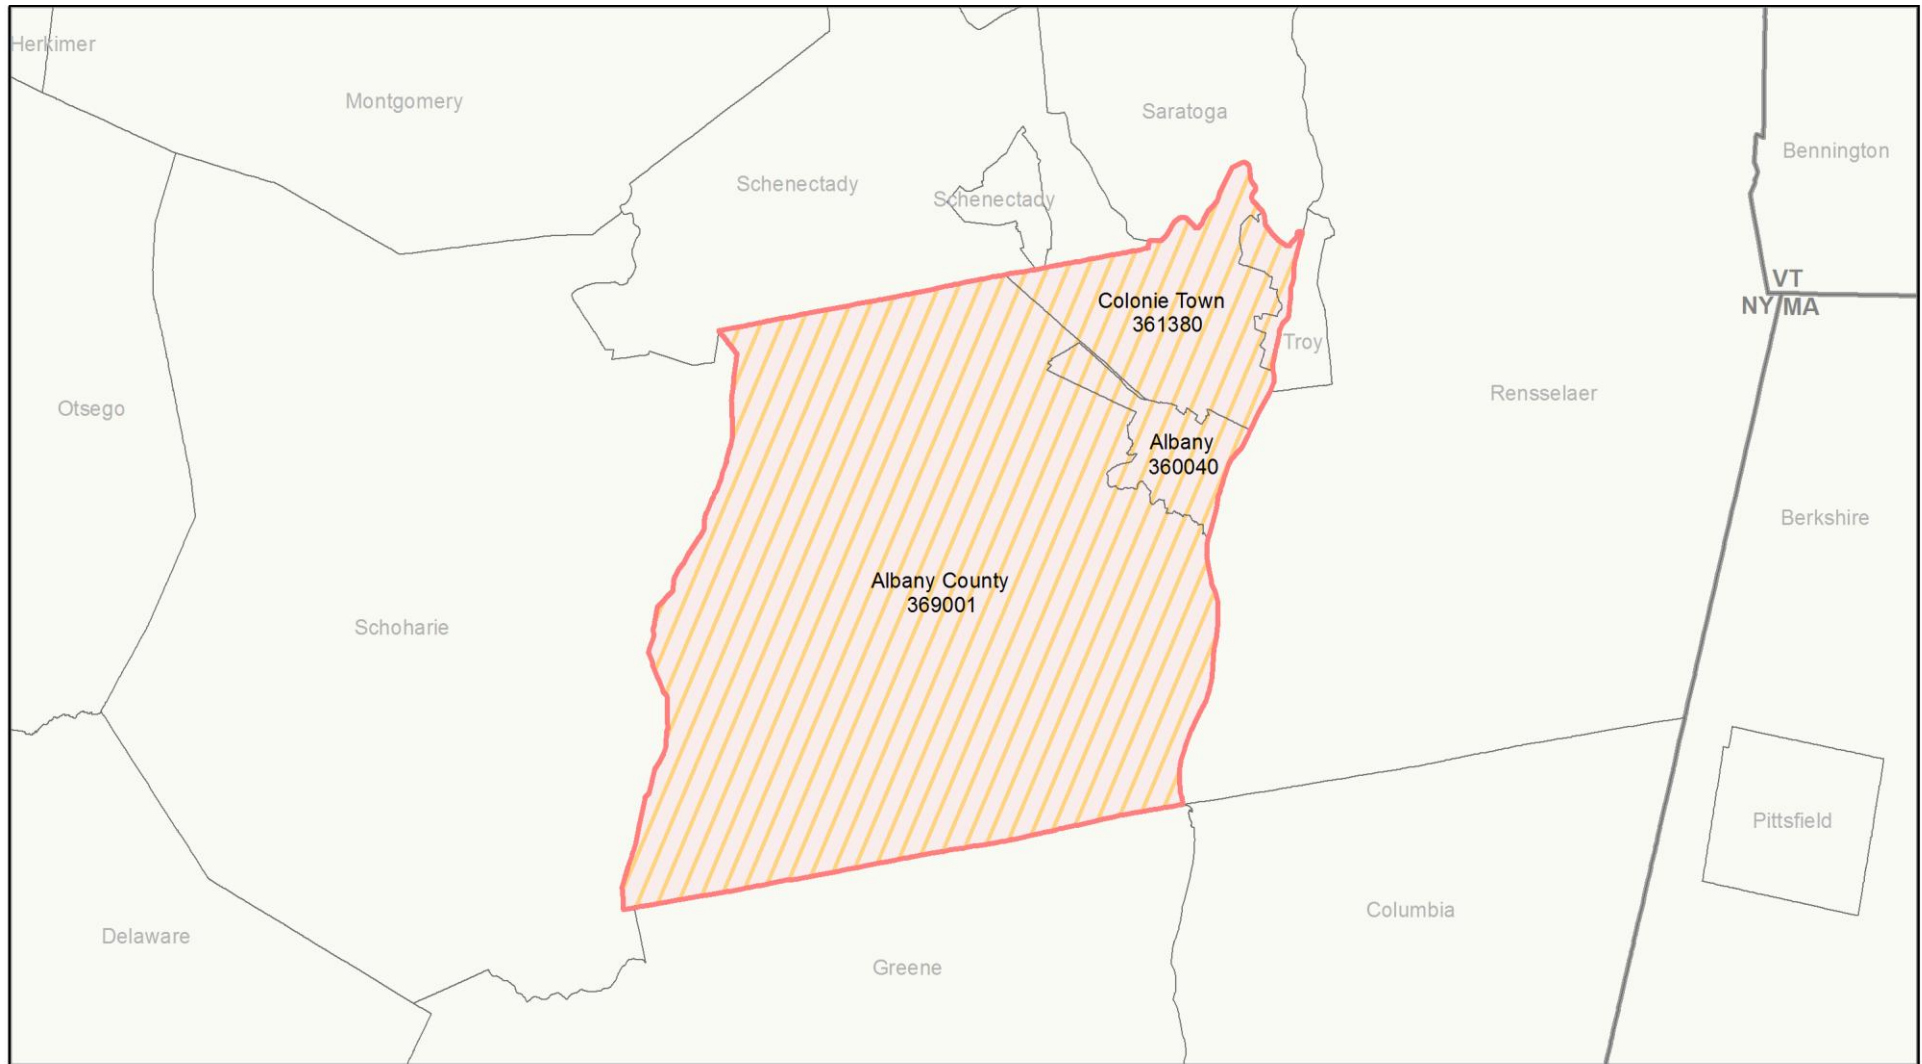 Herkimer
Montgomery
Saratoga
Bennington
Schenectady
Schenectady
VT
NY
MA
Colonie Town
361380
Troy
Rensselaer
Otsego
Albany
360040
Berkshire
Albany County
369001
Schoharie
Pittsfield
Columbia
Delaware
Greene